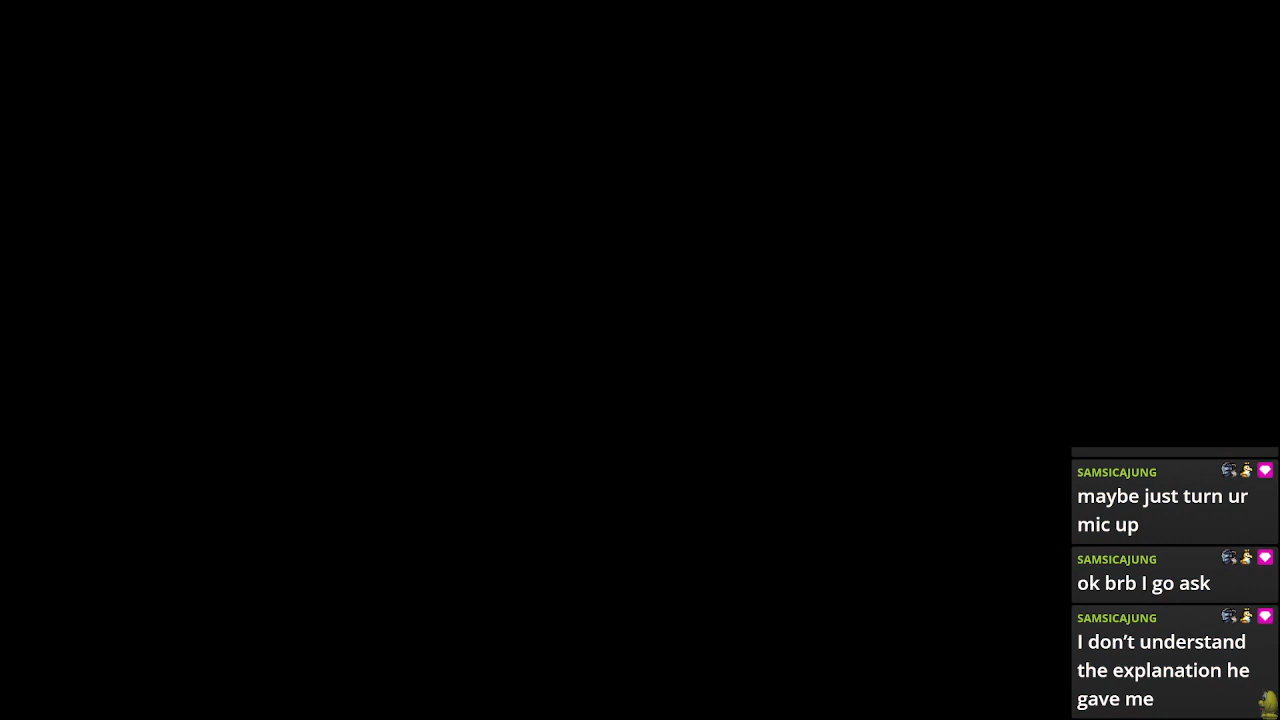 SAMSICAJUNG
maybe just turn ur
mic up
SAMSICAJUNG
ok brb I go ask
SAMSICAJUNG
I don’t understand
the explanation he
gave me